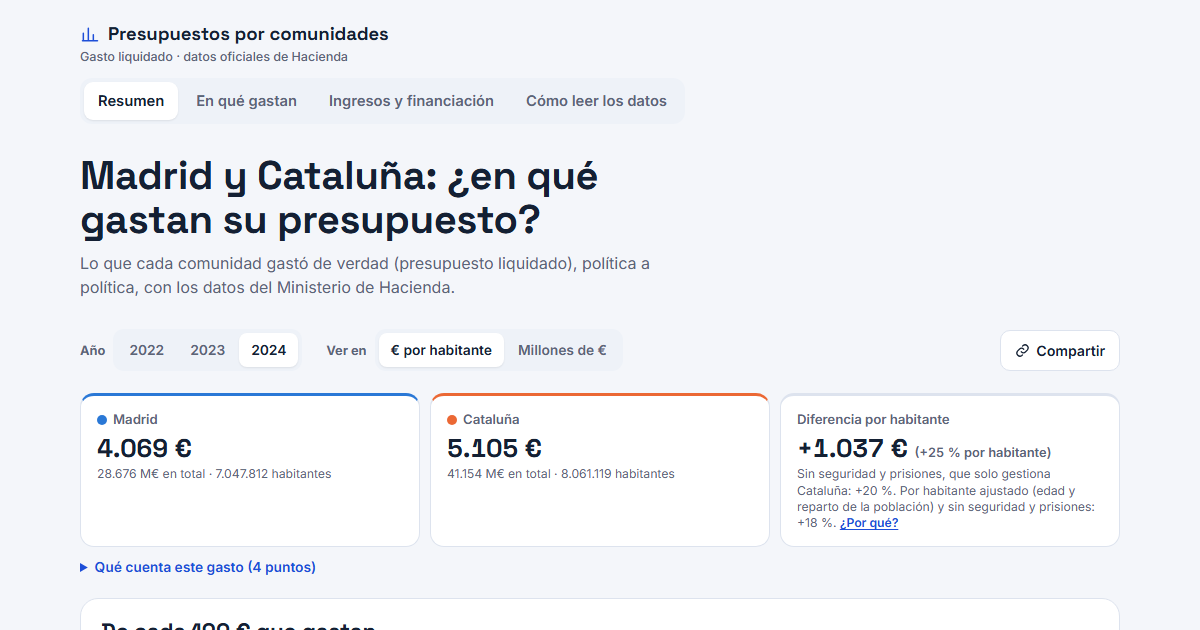 Presupuestos por comunidades
Gasto liquidado · datos oficiales de Hacienda
Resumen
En qué gastan
Ingresos y financiación
Cómo leer los datos
Madrid y Cataluña: ¿en qué
gastan su presupuesto?
Lo que cada comunidad gastó de verdad (presupuesto liquidado), política a
política, con los datos del Ministerio de Hacienda.
Año
2022
2023
2024
Ver en
€ por habitante
Millones de €
Compartir
Madrid
4.069 €
28.676 M€ en total · 7.047.812 habitantes
Cataluña
5.105 €
41.154 M€ en total · 8.061.119 habitantes
Diferencia por habitante
+1.037 € (+25 % por habitante)
Sin seguridad y prisiones, que solo gestiona
Cataluña: +20 %. Por habitante ajustado (edad y
reparto de la población) y sin seguridad y prisiones:
+18 %. ¿Por qué?
Qué cuenta este gasto (4 puntos)
De cada 100 € que gastan